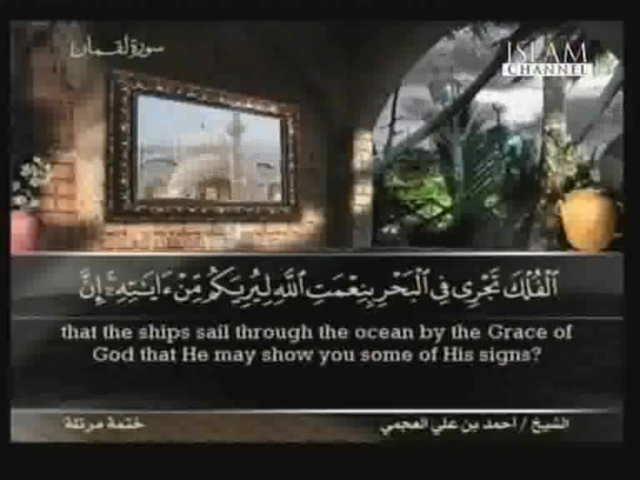 سورة لقمان
ISLAM
CHANNEL
ٱلْفُلْكَ تَجْرِى فِى ٱلْبَحْرِ بِنِعْمَتِ ٱللَّهِ لِيُرِيَكُم مِّنْ ءَايَـٰتِهِۦٓ ۚ إِنَّ
that the ships sail through the ocean by the Grace of
God that He may show you some of His signs?
الشيخ / أحمد بن علي العجمي
ختمة مرتلة